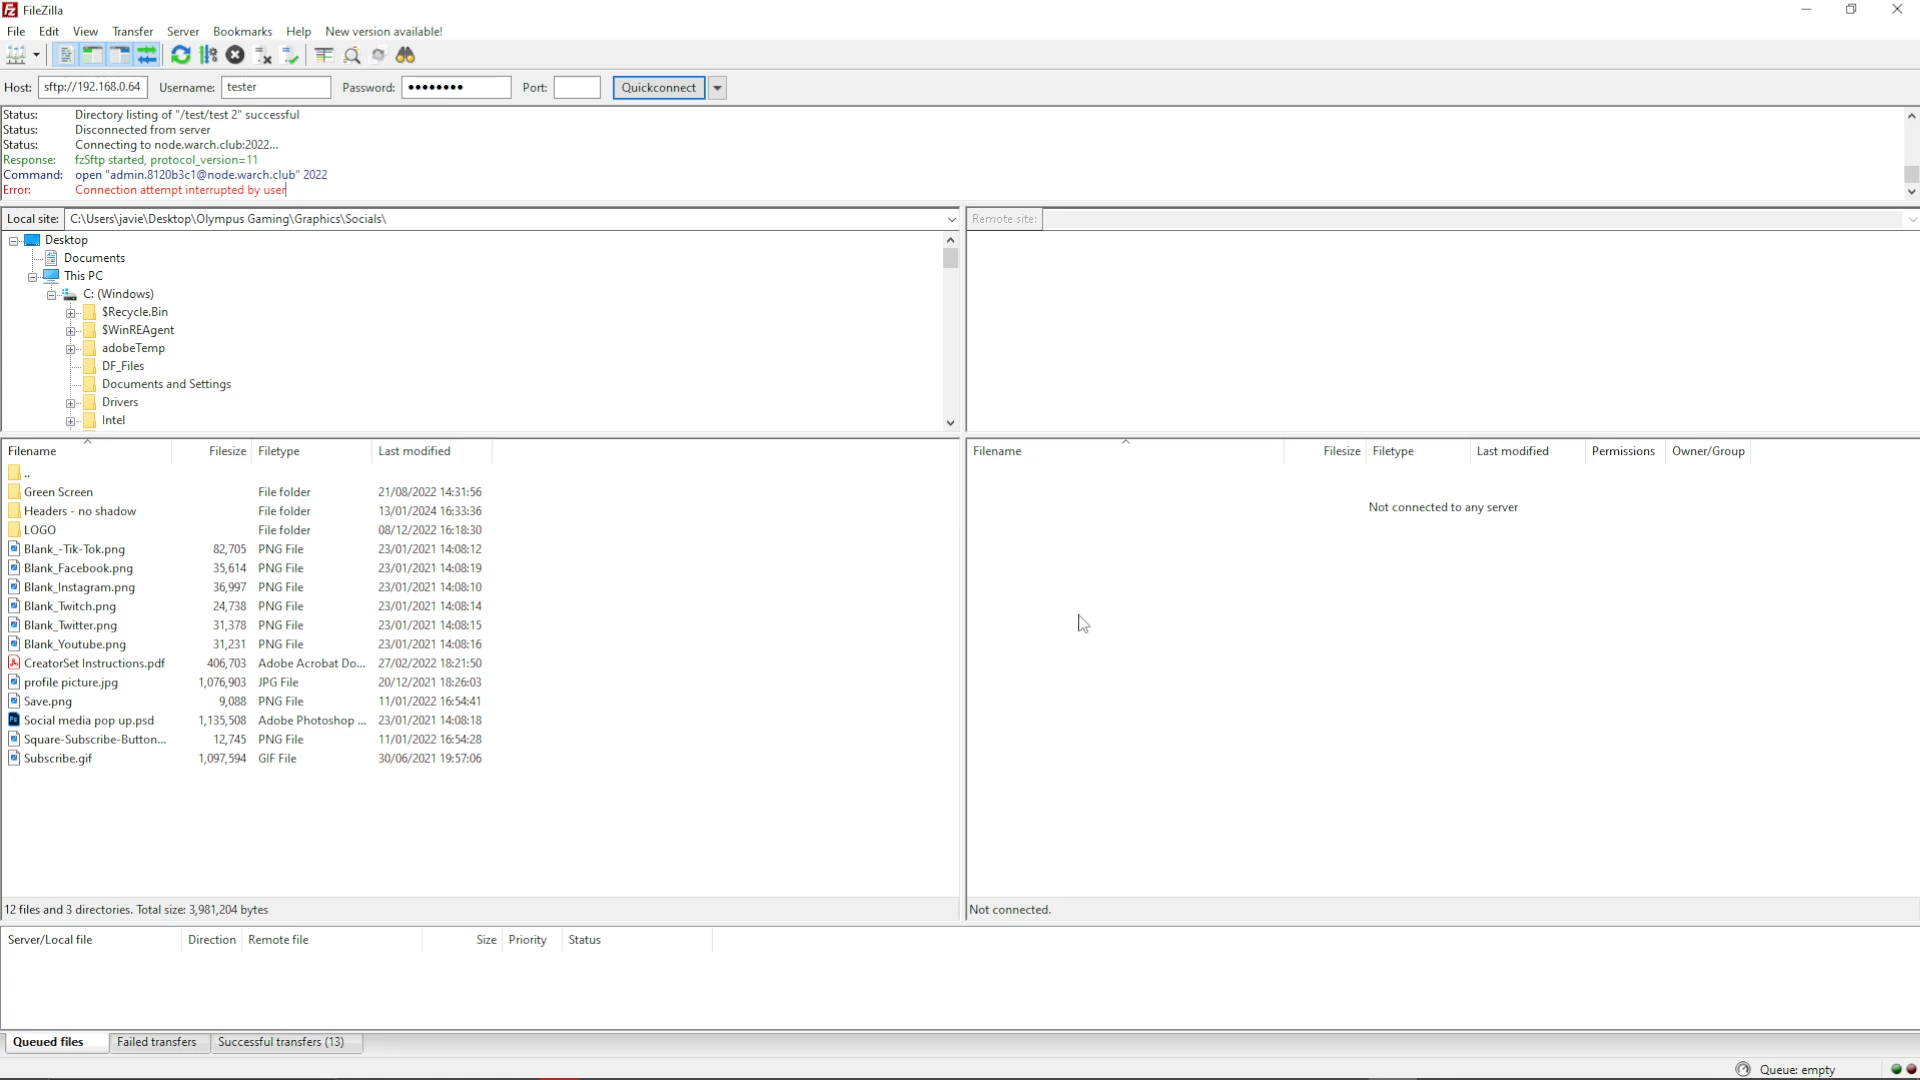 FileZilla
File Edit View Transfer Server Bookmarks Help New version available!
Host: sftp://192.168.0.64 Username: tester Password: •••••••• Port: Quickconnect
Status: Directory listing of "/test/test 2" successful
Status: Disconnected from server
Status: Connecting to node.warch.club:2022...
Response: fzSftp started, protocol_version=11
Command: open "admin.8120b3c1@node.warch.club" 2022
Error: Connection attempt interrupted by user
Local site: C:\Users\javie\Desktop\Olympus Gaming\Graphics\Socials\
Remote site:
Desktop
Documents
This PC
C: (Windows)
$Recycle.Bin
$WinREAgent
adobeTemp
DF_Files
Documents and Settings
Drivers
Intel
Filename Filesize Filetype Last modified
..
Green Screen File folder 21/08/2022 14:31:56
Headers - no shadow File folder 13/01/2024 16:33:36
LOGO File folder 08/12/2022 16:18:30
Blank_-Tik-Tok.png 82,705 PNG File 23/01/2021 14:08:12
Blank_Facebook.png 35,614 PNG File 23/01/2021 14:08:19
Blank_Instagram.png 36,997 PNG File 23/01/2021 14:08:10
Blank_Twitch.png 24,738 PNG File 23/01/2021 14:08:14
Blank_Twitter.png 31,378 PNG File 23/01/2021 14:08:15
Blank_Youtube.png 31,231 PNG File 23/01/2021 14:08:16
CreatorSet Instructions.pdf 406,703 Adobe Acrobat Do... 27/02/2022 18:21:50
profile picture.jpg 1,076,903 JPG File 20/12/2021 18:26:03
Save.png 9,088 PNG File 11/01/2022 16:54:41
Social media pop up.psd 1,135,508 Adobe Photoshop ... 23/01/2021 14:08:18
Square-Subscribe-Button... 12,745 PNG File 11/01/2022 16:54:28
Subscribe.gif 1,097,594 GIF File 30/06/2021 19:57:06
12 files and 3 directories. Total size: 3,981,204 bytes
Filename Filesize Filetype Last modified Permissions Owner/Group
Not connected to any server
Not connected.
Server/Local file Direction Remote file Size Priority Status
Queued files Failed transfers Successful transfers (13)
Queue: empty